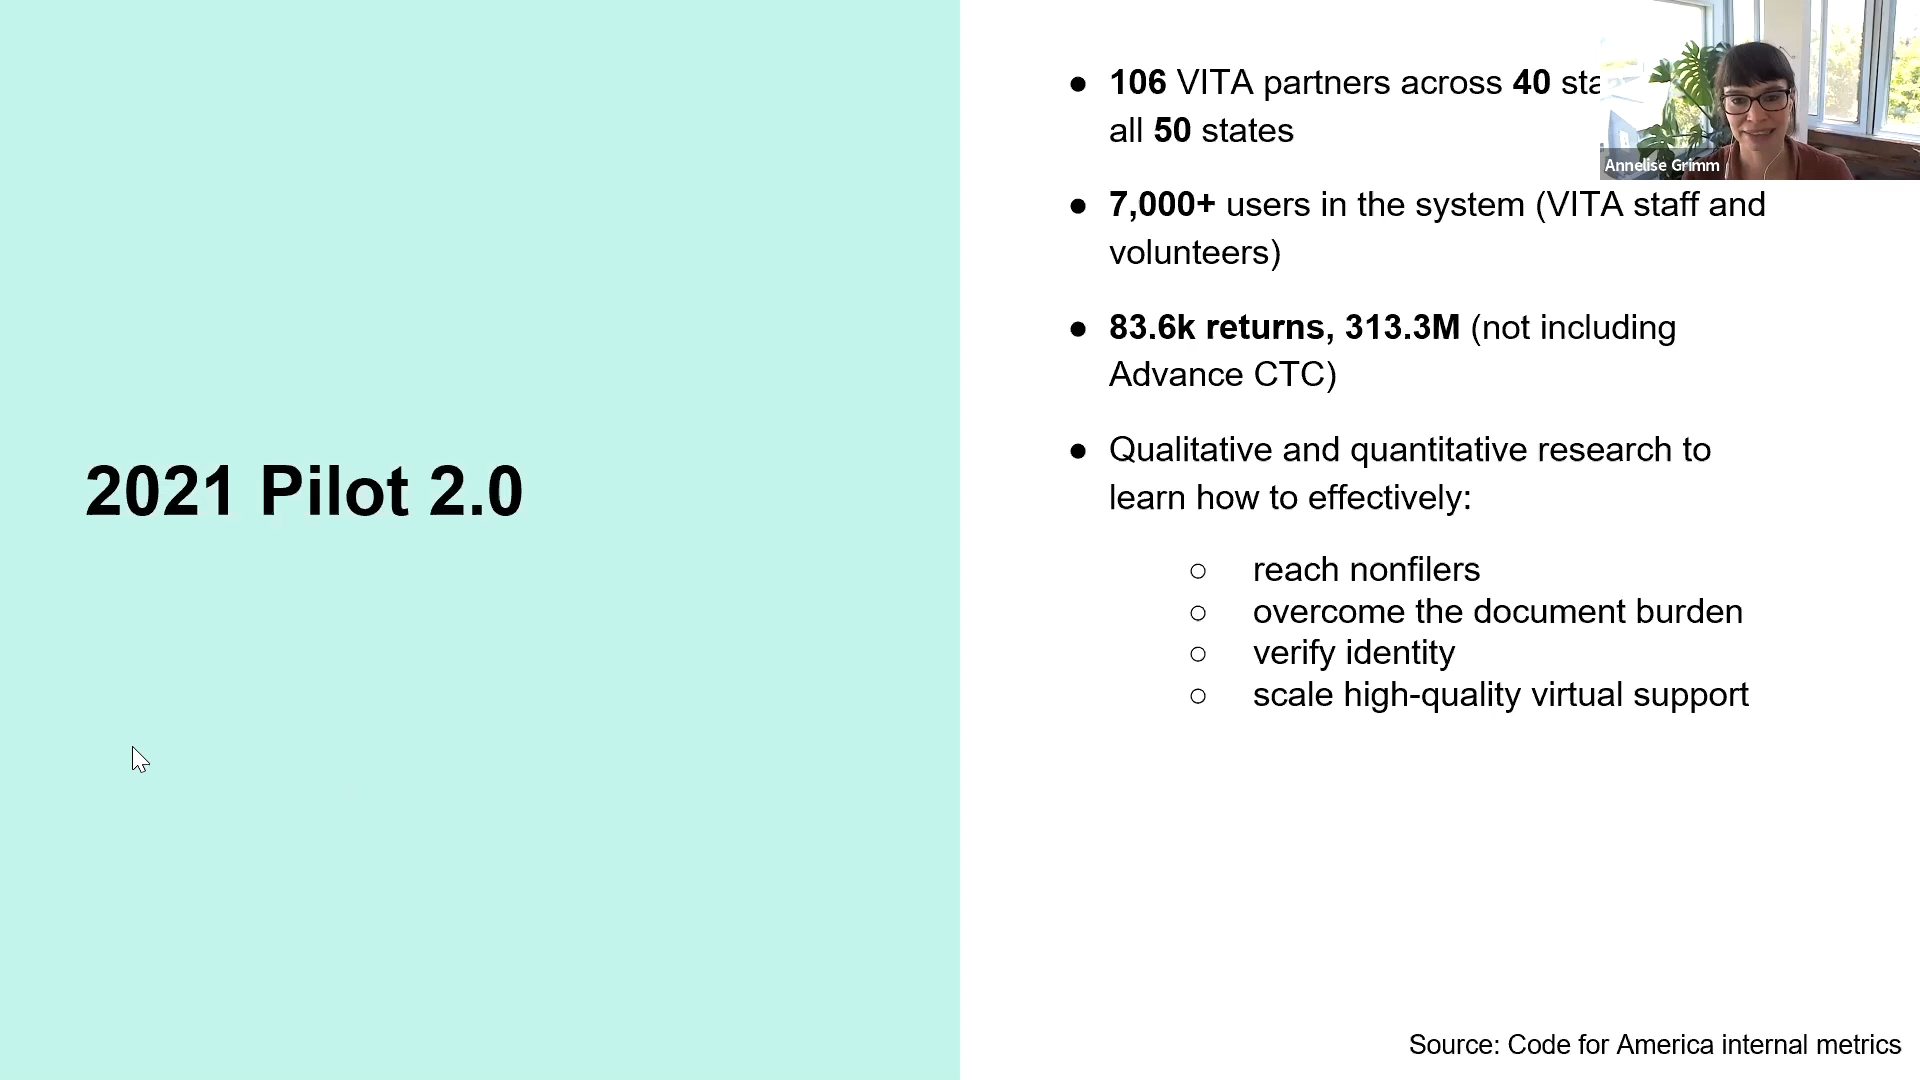 2021 Pilot 2.0
● 106 VITA partners across 40
all 50 states
● 7,000+ users in the system (VITA staff and
volunteers)
● 83.6k returns, 313.3M (not including
Advance CTC)
● Qualitative and quantitative research to
learn how to effectively:
○ reach nonfilers
○ overcome the document burden
○ verify identity
○ scale high-quality virtual support
Annelise Grimm
Source: Code for America internal metrics